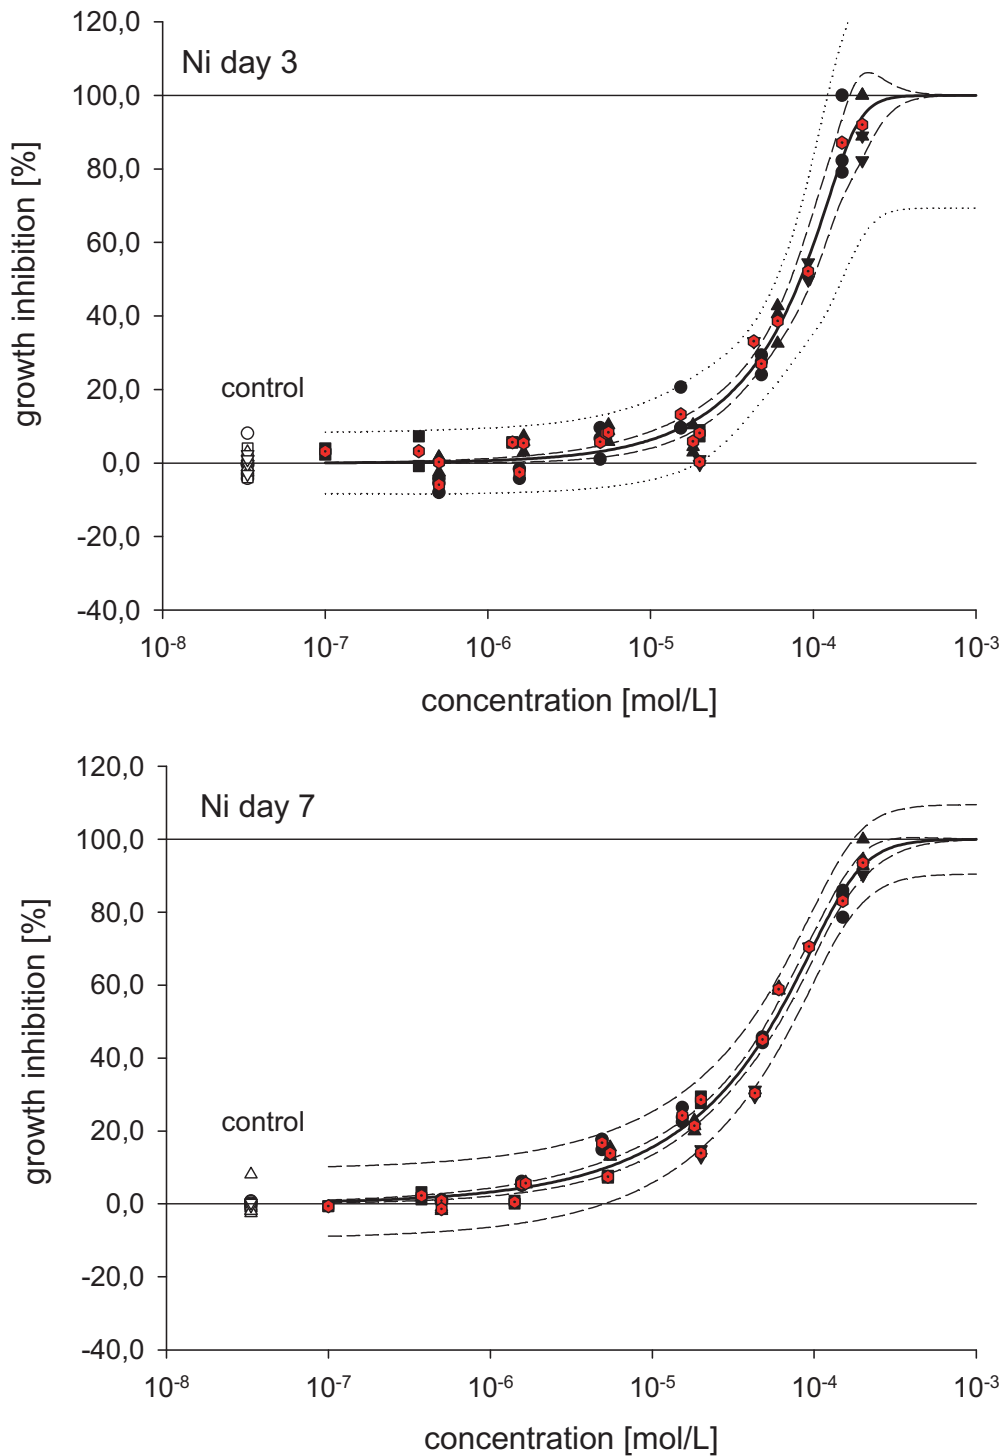 120,0
Ni day 3
100,0
80,0
60,0
40,0
control
20,0
0,0
-20,0
-40,0
growth inhibition [%]
10⁻⁸ 10⁻⁷ 10⁻⁶ 10⁻⁵ 10⁻⁴ 10⁻³
concentration [mol/L]
120,0
Ni day 7
100,0
80,0
60,0
40,0
control
20,0
0,0
-20,0
-40,0
growth inhibition [%]
10⁻⁸ 10⁻⁷ 10⁻⁶ 10⁻⁵ 10⁻⁴ 10⁻³
concentration [mol/L]